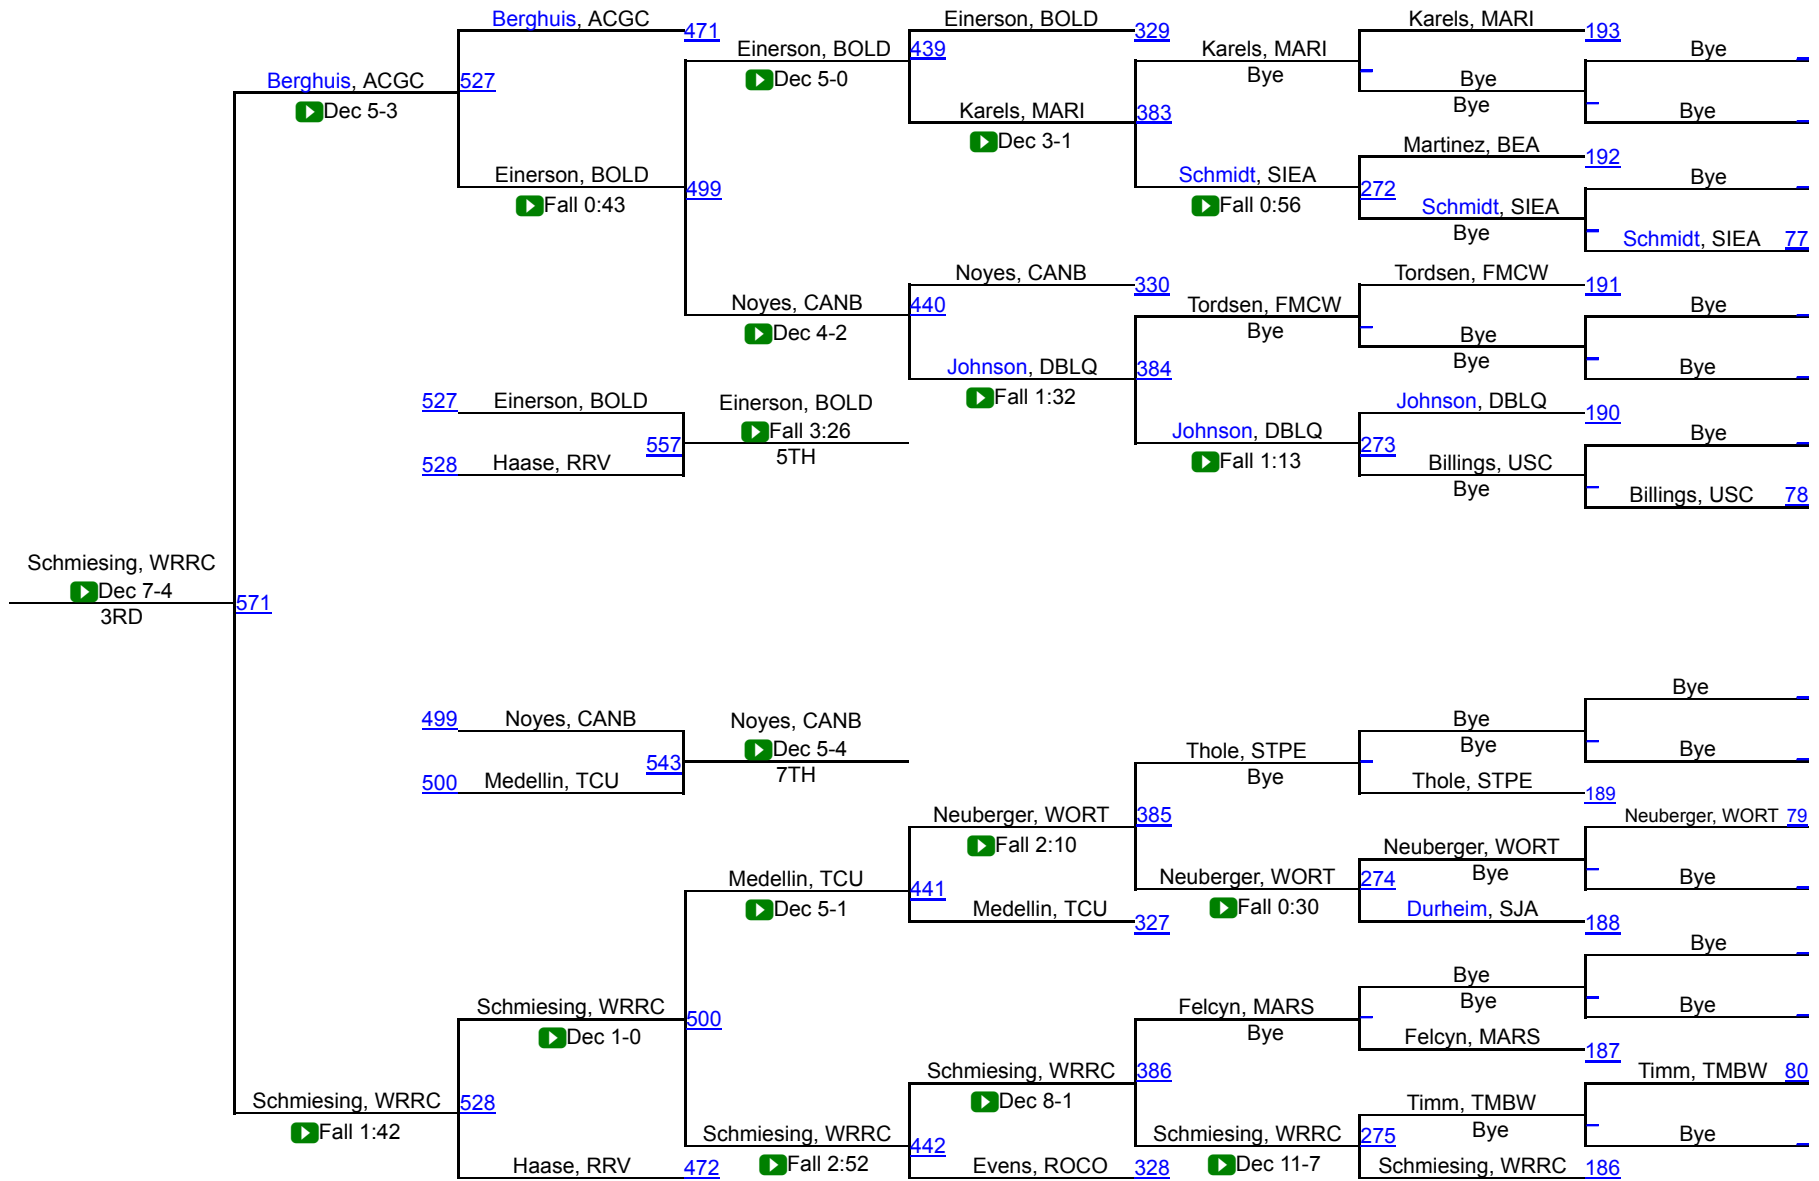 Berghuis, ACGC
471
Einerson, BOLD
329
Karels, MARI
193
Bye
Einerson, BOLD
439
Dec 5-0
Karels, MARI
Bye
Berghuis, ACGC
527
Dec 5-3
Bye
Bye
Bye
Karels, MARI
383
Dec 3-1
Martinez, BEA
192
Einerson, BOLD
499
Fall 0:43
Schmidt, SIEA
272
Fall 0:56
Bye
Schmidt, SIEA
Bye
Schmidt, SIEA 77
Noyes, CANB
330
Tordsen, FMCW
191
Noyes, CANB
440
Dec 4-2
Tordsen, FMCW
Bye
Bye
Bye
Bye
Bye
Johnson, DBLQ
384
Fall 1:32
527 Einerson, BOLD
557
528 Haase, RRV
Einerson, BOLD
Fall 3:26
5TH
Johnson, DBLQ
190
Johnson, DBLQ
273
Fall 1:13
Bye
Billings, USC
Bye
Billings, USC 78
Schmiesing, WRRC
Dec 7-4
571
3RD
499 Noyes, CANB
543
500 Medellin, TCU
Noyes, CANB
Dec 5-4
7TH
Bye
Bye
Bye
Bye
Thole, STPE
Bye
Thole, STPE
189
Neuberger, WORT
385
Fall 2:10
Neuberger, WORT 79
Neuberger, WORT
Bye
Bye
Medellin, TCU
441
Dec 5-1
Neuberger, WORT
274
Fall 0:30
Medellin, TCU
327
Durheim, SJA
188
Bye
Bye
Bye
Bye
Schmiesing, WRRC
500
Dec 1-0
Felcyn, MARS
Bye
Felcyn, MARS
187
Schmiesing, WRRC
386
Dec 8-1
Timm, TMBW 80
Schmiesing, WRRC
528
Fall 1:42
Timm, TMBW
Bye
Bye
Schmiesing, WRRC
442
Fall 2:52
Schmiesing, WRRC
275
Dec 11-7
Haase, RRV
472
Evens, ROCO
328
Schmiesing, WRRC
186